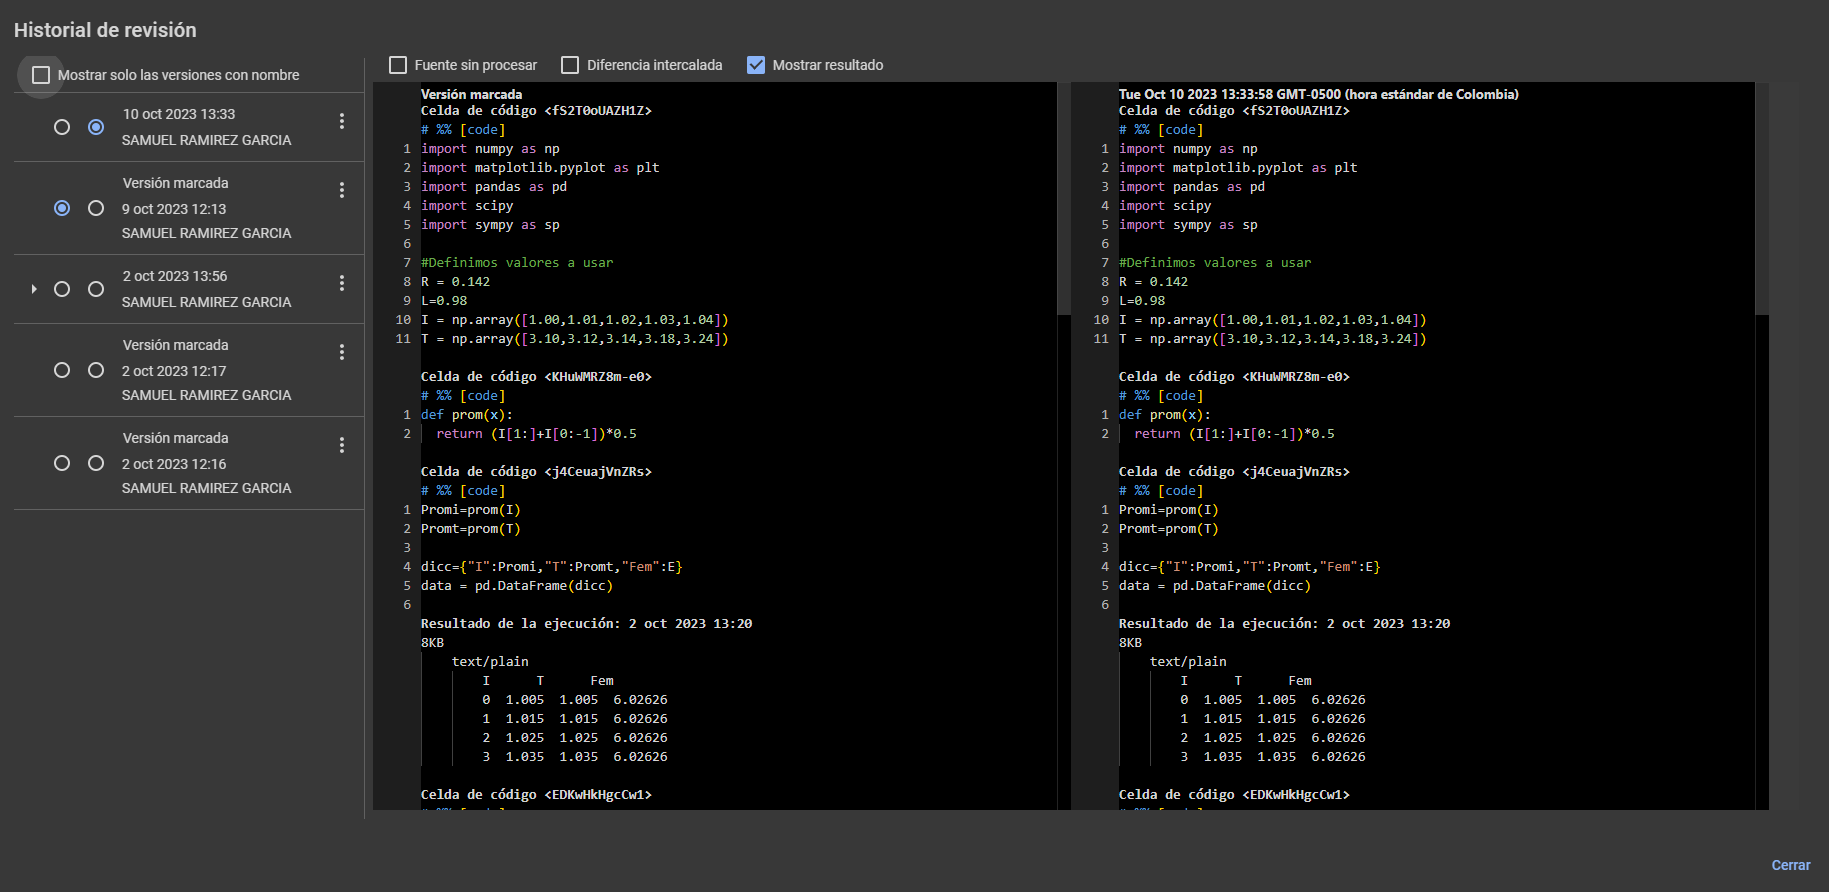 Historial de revisión
Mostrar solo las versiones con nombre
10 oct 2023 13:33
SAMUEL RAMIREZ GARCIA
Versión marcada
9 oct 2023 12:13
SAMUEL RAMIREZ GARCIA
2 oct 2023 13:56
SAMUEL RAMIREZ GARCIA
Versión marcada
2 oct 2023 12:17
SAMUEL RAMIREZ GARCIA
Versión marcada
2 oct 2023 12:16
SAMUEL RAMIREZ GARCIA
Fuente sin procesar
Diferencia intercalada
Mostrar resultado
Versión marcada
Celda de código <fS2T0oUAZH1Z>
# %% [code]
1 import numpy as np
2 import matplotlib.pyplot as plt
3 import pandas as pd
4 import scipy
5 import sympy as sp
6
7 #Definimos valores a usar
8 R = 0.142
9 L=0.98
10 I = np.array([1.00,1.01,1.02,1.03,1.04])
11 T = np.array([3.10,3.12,3.14,3.18,3.24])
Celda de código <KHuWMRZ8m-e0>
# %% [code]
1 def prom(x):
2 return (I[1:]+I[0:-1])*0.5
Celda de código <j4CeuajVnZRs>
# %% [code]
1 Promi=prom(I)
2 Promt=prom(T)
3
4 dicc={"I":Promi,"T":Promt,"Fem":E}
5 data = pd.DataFrame(dicc)
6
Resultado de la ejecución: 2 oct 2023 13:20
8KB
text/plain
I T Fem
0 1.005 1.005 6.02626
1 1.015 1.015 6.02626
2 1.025 1.025 6.02626
3 1.035 1.035 6.02626
Celda de código <EDKwHkHgcCw1>
Tue Oct 10 2023 13:33:58 GMT-0500 (hora estándar de Colombia)
Celda de código <fS2T0oUAZH1Z>
# %% [code]
1 import numpy as np
2 import matplotlib.pyplot as plt
3 import pandas as pd
4 import scipy
5 import sympy as sp
6
7 #Definimos valores a usar
8 R = 0.142
9 L=0.98
10 I = np.array([1.00,1.01,1.02,1.03,1.04])
11 T = np.array([3.10,3.12,3.14,3.18,3.24])
Celda de código <KHuWMRZ8m-e0>
# %% [code]
1 def prom(x):
2 return (I[1:]+I[0:-1])*0.5
Celda de código <j4CeuajVnZRs>
# %% [code]
1 Promi=prom(I)
2 Promt=prom(T)
3
4 dicc={"I":Promi,"T":Promt,"Fem":E}
5 data = pd.DataFrame(dicc)
6
Resultado de la ejecución: 2 oct 2023 13:20
8KB
text/plain
I T Fem
0 1.005 1.005 6.02626
1 1.015 1.015 6.02626
2 1.025 1.025 6.02626
3 1.035 1.035 6.02626
Celda de código <EDKwHkHgcCw1>
Cerrar